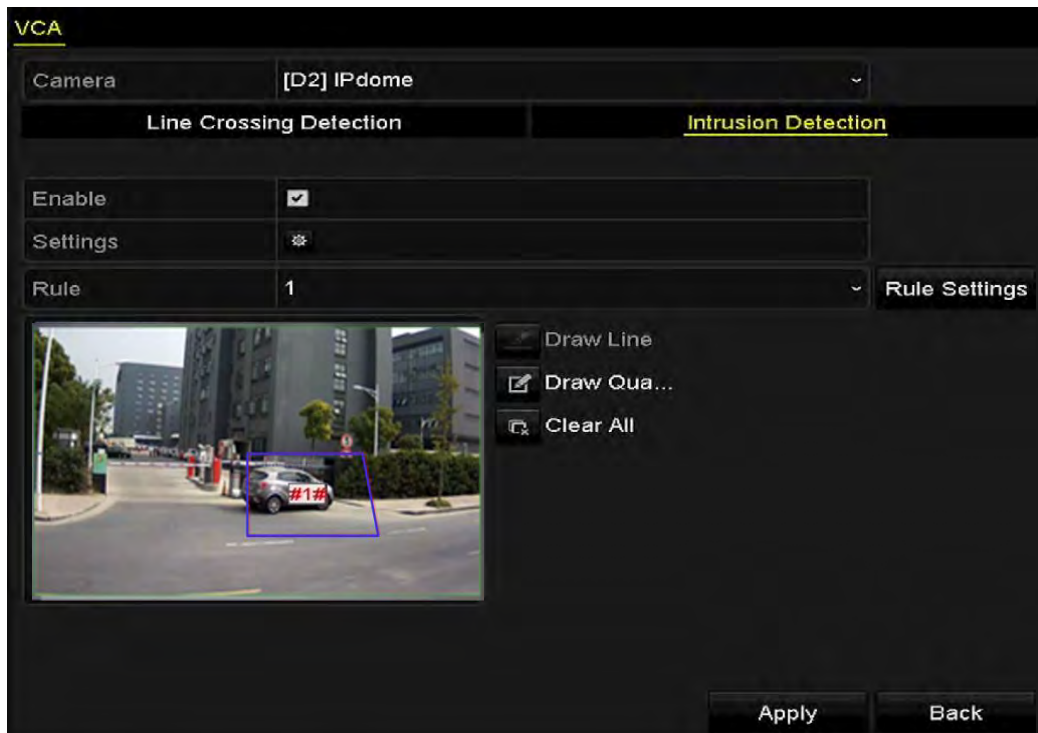 VCA
Camera [D2] IPdome
Line Crossing Detection Intrusion Detection
Enable
Settings
Rule 1 Rule Settings
Draw Line
Draw Qua...
Clear All
#1#
Apply Back